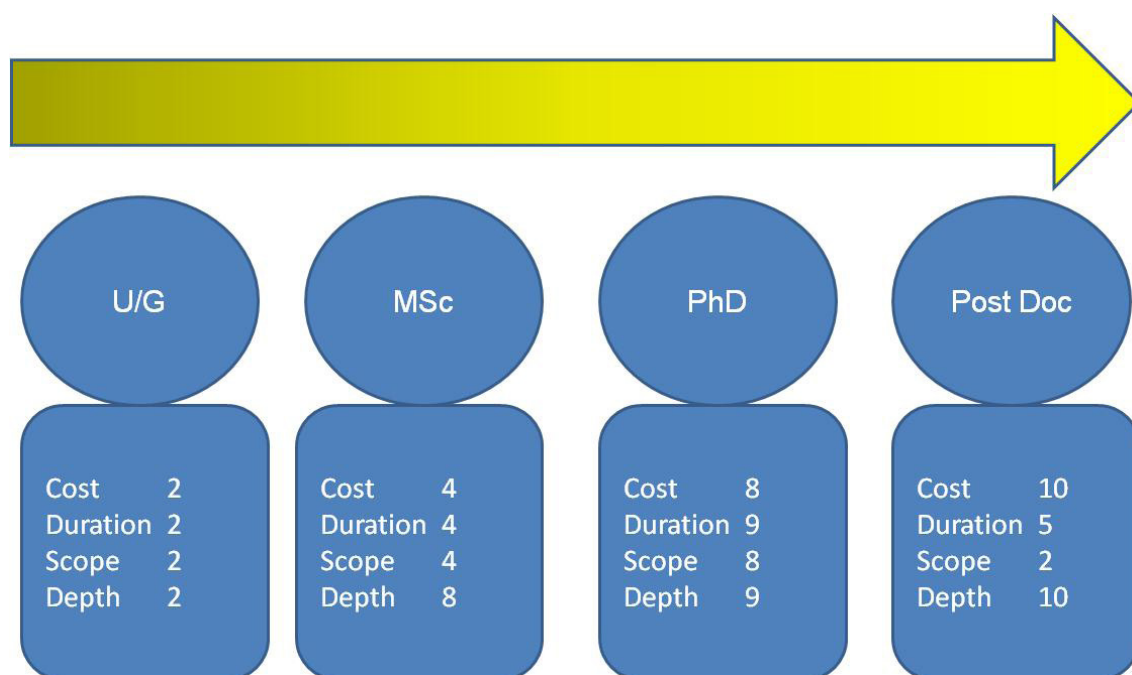 U/G
MSc
PhD
Post Doc
Cost 2
Duration 2
Scope 2
Depth 2
Cost 4
Duration 4
Scope 4
Depth 8
Cost 8
Duration 9
Scope 8
Depth 9
Cost 10
Duration 5
Scope 2
Depth 10